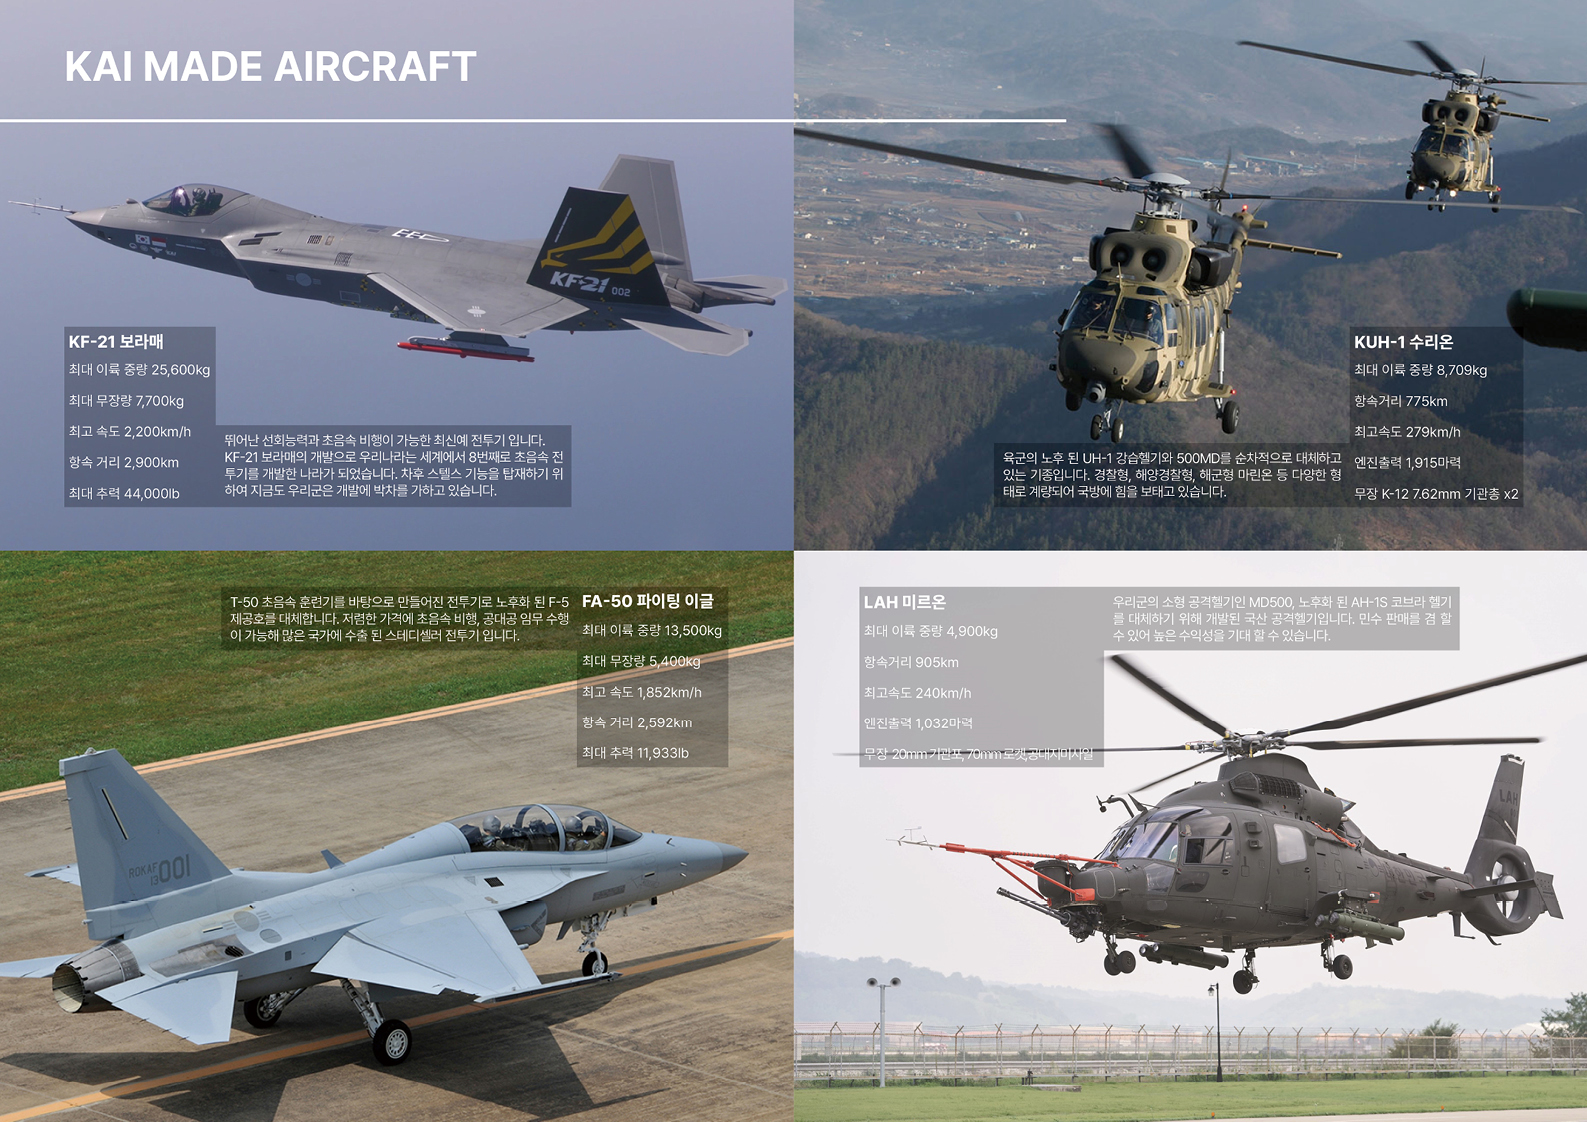 KAI MADE AIRCRAFT
KF-21
002
KF-21 보라매
최대 이륙 중량 25,600kg
최대 무장량 7,700kg
최고 속도 2,200km/h
항속 거리 2,900km
최대 추력 44,000lb
뛰어난 선회능력과 초음속 비행이 가능한 최신예 전투기 입니다.
KF-21 보라매의 개발으로 우리나라는 세계에서 8번째로 초음속 전
투기를 개발한 나라가 되었습니다. 차후 스텔스 기능을 탑재하기 위
하여 지금도 우리군은 개발에 박차를 가하고 있습니다.
KUH-1 수리온
최대 이륙 중량 8,709kg
항속거리 775km
최고속도 279km/h
엔진출력 1,915마력
무장 K-12 7.62mm 기관총 x2
육군의 노후 된 UH-1 강습헬기와 500MD를 순차적으로 대체하고
있는 기종입니다. 경찰형, 해양경찰형, 해군형 마린온 등 다양한 형
태로 계량되어 국방에 힘을 보태고 있습니다.
T-50 초음속 훈련기를 바탕으로 만들어진 전투기로 노후화 된 F-5
제공호를 대체합니다. 저렴한 가격에 초음속 비행, 공대공 임무 수행
이 가능해 많은 국가에 수출 된 스테디셀러 전투기 입니다.
FA-50 파이팅 이글
최대 이륙 중량 13,500kg
최대 무장량 5,400kg
최고 속도 1,852km/h
항속 거리 2,592km
최대 추력 11,933lb
ROKAF
13 001
LAH 미르온
최대 이륙 중량 4,900kg
항속거리 905km
최고속도 240km/h
엔진출력 1,032마력
무장 20mm 기관포, 70mm 로켓,공대지미사일
우리군의 소형 공격헬기인 MD500, 노후화 된 AH-1S 코브라 헬기
를 대체하기 위해 개발된 국산 공격헬기입니다. 민수 판매를 겸 할
수 있어 높은 수익성을 기대 할 수 있습니다.
LAH